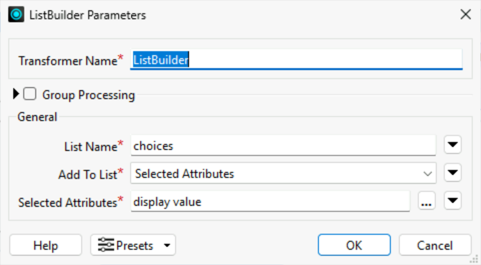 ListBuilder Parameters
Transformer Name* ListBuilder
Group Processing
General
List Name* choices
Add To List* Selected Attributes
Selected Attributes* display value ...
Help Presets OK Cancel